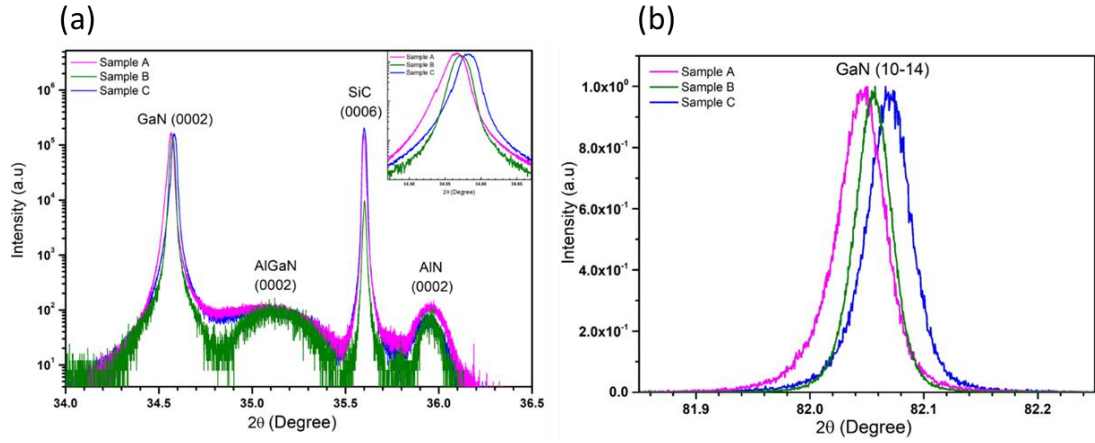 (a)
Sample A
Sample B
Sample C
GaN (0002)
SiC
(0006)
AlGaN
(0002)
AlN
(0002)
Intensity (a.u)
10⁶
10⁵
10⁴
10³
10²
10¹
34.0
34.5
35.0
35.5
36.0
36.5
2θ (Degree)
Sample A
Sample B
Sample C
2θ (Degree)
(b)
GaN (10-14)
Sample A
Sample B
Sample C
Intensity (a.u)
1.0x10⁰
8.0x10⁻¹
6.0x10⁻¹
4.0x10⁻¹
2.0x10⁻¹
0.0
81.9
82.0
82.1
82.2
2θ (Degree)